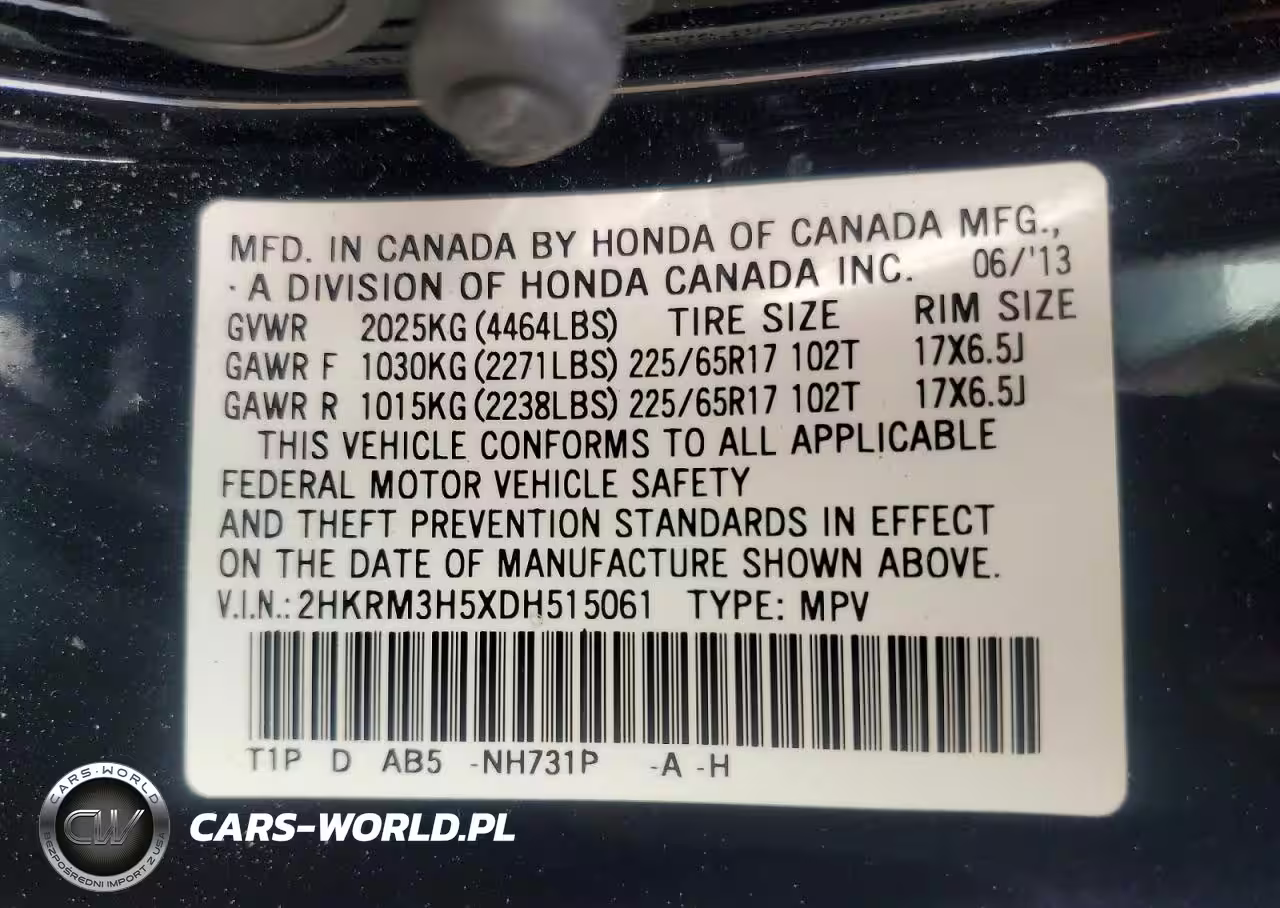 MFD. IN CANADA BY HONDA OF CANADA MFG.,
· A DIVISION OF HONDA CANADA INC. 06/'13
GVWR 2025KG (4464LBS) TIRE SIZE RIM SIZE
GAWR F 1030KG (2271LBS) 225/65R17 102T 17X6.5J
GAWR R 1015KG (2238LBS) 225/65R17 102T 17X6.5J
THIS VEHICLE CONFORMS TO ALL APPLICABLE
FEDERAL MOTOR VEHICLE SAFETY
AND THEFT PREVENTION STANDARDS IN EFFECT
ON THE DATE OF MANUFACTURE SHOWN ABOVE.
V.I.N.: 2HKRM3H5XDH515061 TYPE: MPV
T1P D AB5 -NH731P -A -H
CARS-WORLD
CW
BEZPOŚREDNI IMPORT Z USA
CARS-WORLD.PL